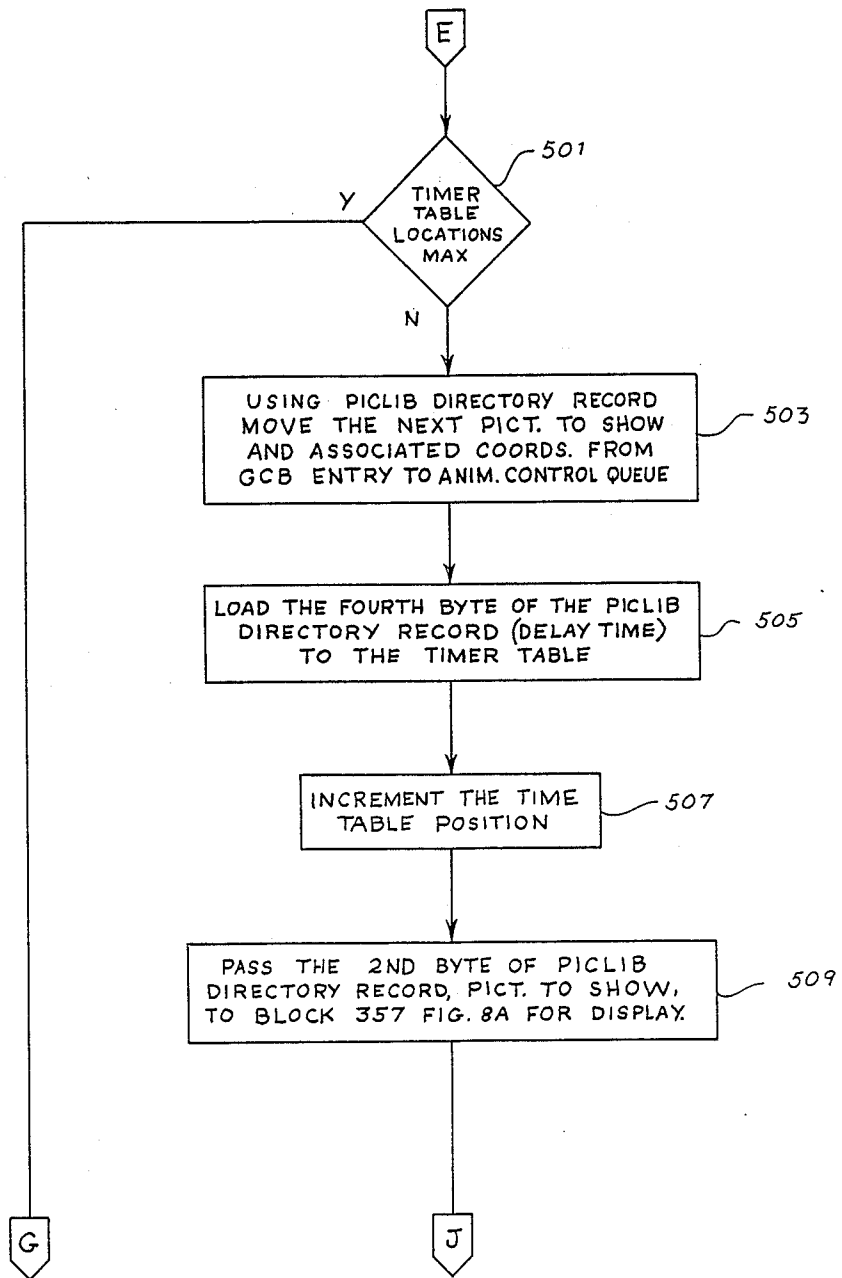 E
501
TIMER
TABLE
LOCATIONS
MAX
Y
N
USING PICLIB DIRECTORY RECORD
MOVE THE NEXT PICT. TO SHOW
AND ASSOCIATED COORDS. FROM
GCB ENTRY TO ANIM. CONTROL QUEUE
503
LOAD THE FOURTH BYTE OF THE PICLIB
DIRECTORY RECORD (DELAY TIME)
TO THE TIMER TABLE
505
INCREMENT THE TIME
TABLE POSITION
507
PASS THE 2ND BYTE OF PICLIB
DIRECTORY RECORD, PICT. TO SHOW,
TO BLOCK 357 FIG. 8A FOR DISPLAY.
509
G
J